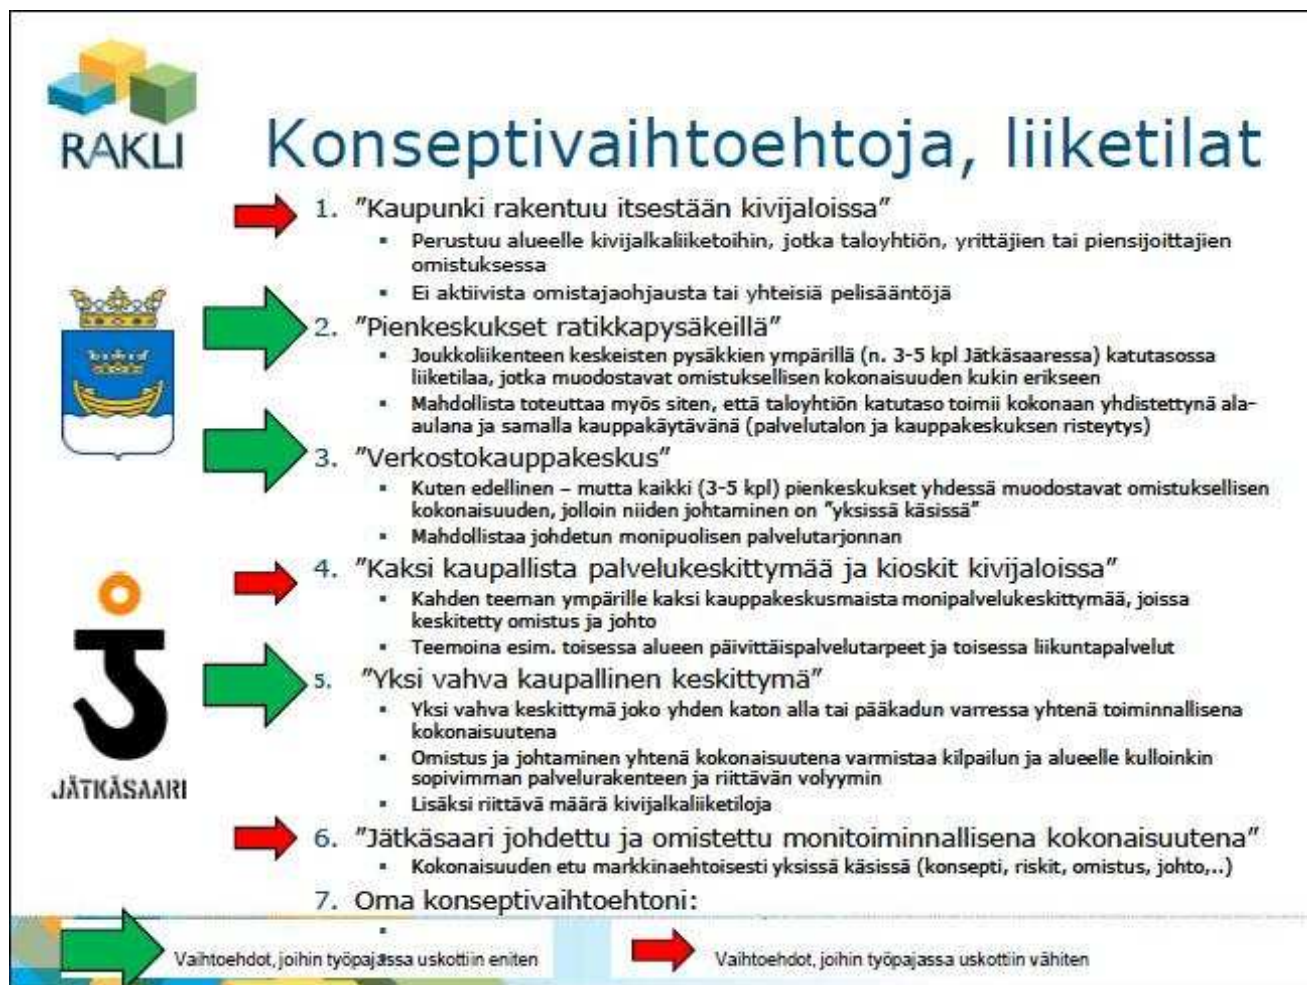 RAKLI
Konseptivaihtoehtoja, liiketilat
1. ”Kaupunki rakentuu itsestään kivijaloissa”
▪ Perustuu alueelle kivijalkaliiketoihin, jotka taloyhtiön, yrittäjien tai piensijoittajien
omistuksessa
▪ Ei aktiivista omistajaohjausta tai yhteisiä pelisääntöjä
2. ”Pienkeskukset ratikkapysäkeillä”
▪ Joukkoliikenteen keskeisten pysäkkien ympärillä (n. 3-5 kpl Jätkäsaaressa) katutasossa
liiketilaa, jotka muodostavat omistuksellisen kokonaisuuden kukin erikseen
▪ Mahdollista toteuttaa myös siten, että taloyhtiön katutaso toimii kokonaan yhdistettynä ala-
aulana ja samalla kauppakäytävänä (palvelutalon ja kauppakeskuksen risteytys)
3. ”Verkostokauppakeskus”
▪ Kuten edellinen – mutta kaikki (3-5 kpl) pienkeskukset yhdessä muodostavat omistuksellisen
kokonaisuuden, jolloin niiden johtaminen on ”yksissä käsissä”
▪ Mahdollistaa johdetun monipuolisen palvelutarjonnan
4. ”Kaksi kaupallista palvelukeskittymää ja kioskit kivijaloissa”
▪ Kahden teeman ympärille kaksi kauppakeskusmaista monipalvelukeskittymää, joissa
keskitetty omistus ja johto
▪ Teemoina esim. toisessa alueen päivittäispalvelutarpeet ja toisessa liikuntapalvelut
5. ”Yksi vahva kaupallinen keskittymä”
▪ Yksi vahva keskittymä joko yhden katon alla tai pääkadun varressa yhtenä toiminnallisena
kokonaisuutena
▪ Omistus ja johtaminen yhtenä kokonaisuutena varmistaa kilpailun ja alueelle kulloinkin
sopivimman palvelurakenteen ja riittävän volyymin
▪ Lisäksi riittävä määrä kivijalkaliiketiloja
JÄTKÄSAARI
6. ”Jätkäsaari johdettu ja omistettu monitoiminnallisena kokonaisuutena”
▪ Kokonaisuuden etu markkinaehtoisesti yksissä käsissä (konsepti, riskit, omistus, johto,..)
7. Oma konseptivaihtoehtoni:
Vaihtoehdot, joihin työpajassa uskottiin eniten
Vaihtoehdot, joihin työpajassa uskottiin vähiten